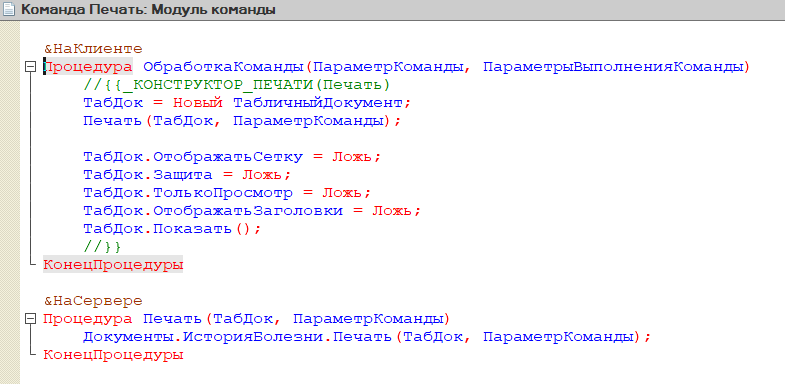 Команда Печать: Модуль команды
&НаКлиенте
Процедура ОбработкаКоманды(ПараметрКоманды, ПараметрыВыполненияКоманды)
//{{_КОНСТРУКТОР_ПЕЧАТИ(Печать)
ТабДок = Новый ТабличныйДокумент;
Печать(ТабДок, ПараметрКоманды);
ТабДок.ОтображатьСетку = Ложь;
ТабДок.Защита = Ложь;
ТабДок.ТолькоПросмотр = Ложь;
ТабДок.ОтображатьЗаголовки = Ложь;
ТабДок.Показать();
//}}
КонецПроцедуры
&НаСервере
Процедура Печать(ТабДок, ПараметрКоманды)
Документы.ИсторияБолезни.Печать(ТабДок, ПараметрКоманды);
КонецПроцедуры